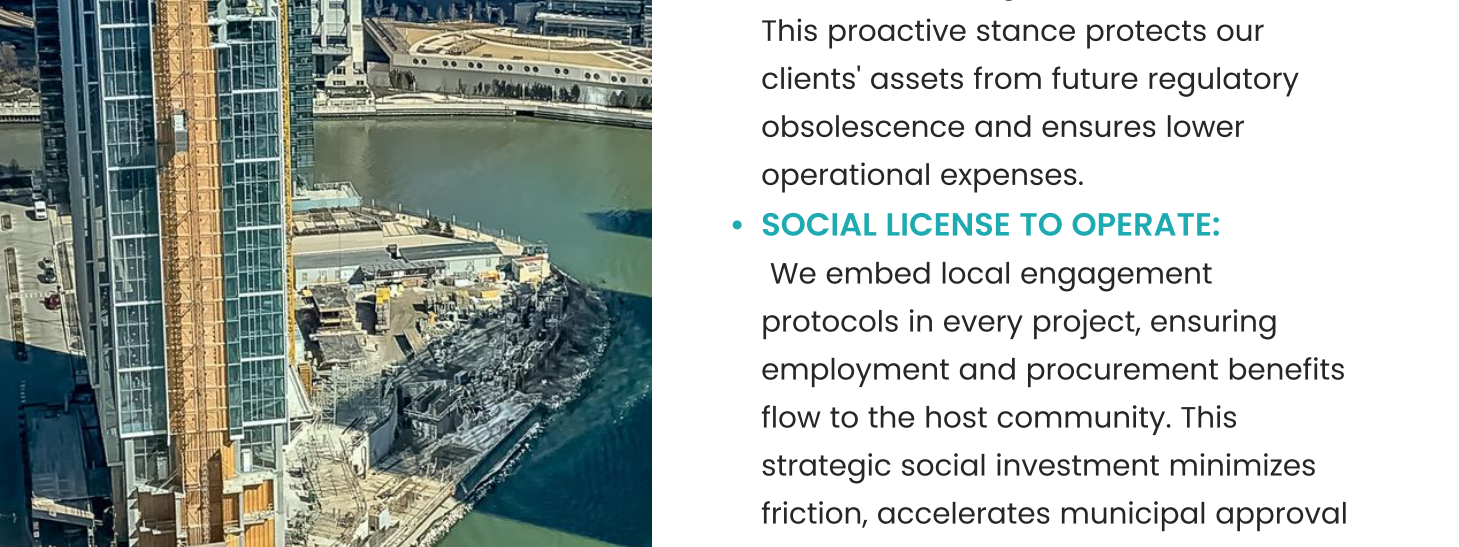 This proactive stance protects our
clients' assets from future regulatory
obsolescence and ensures lower
operational expenses.
• SOCIAL LICENSE TO OPERATE:
We embed local engagement
protocols in every project, ensuring
employment and procurement benefits
flow to the host community. This
strategic social investment minimizes
friction, accelerates municipal approval